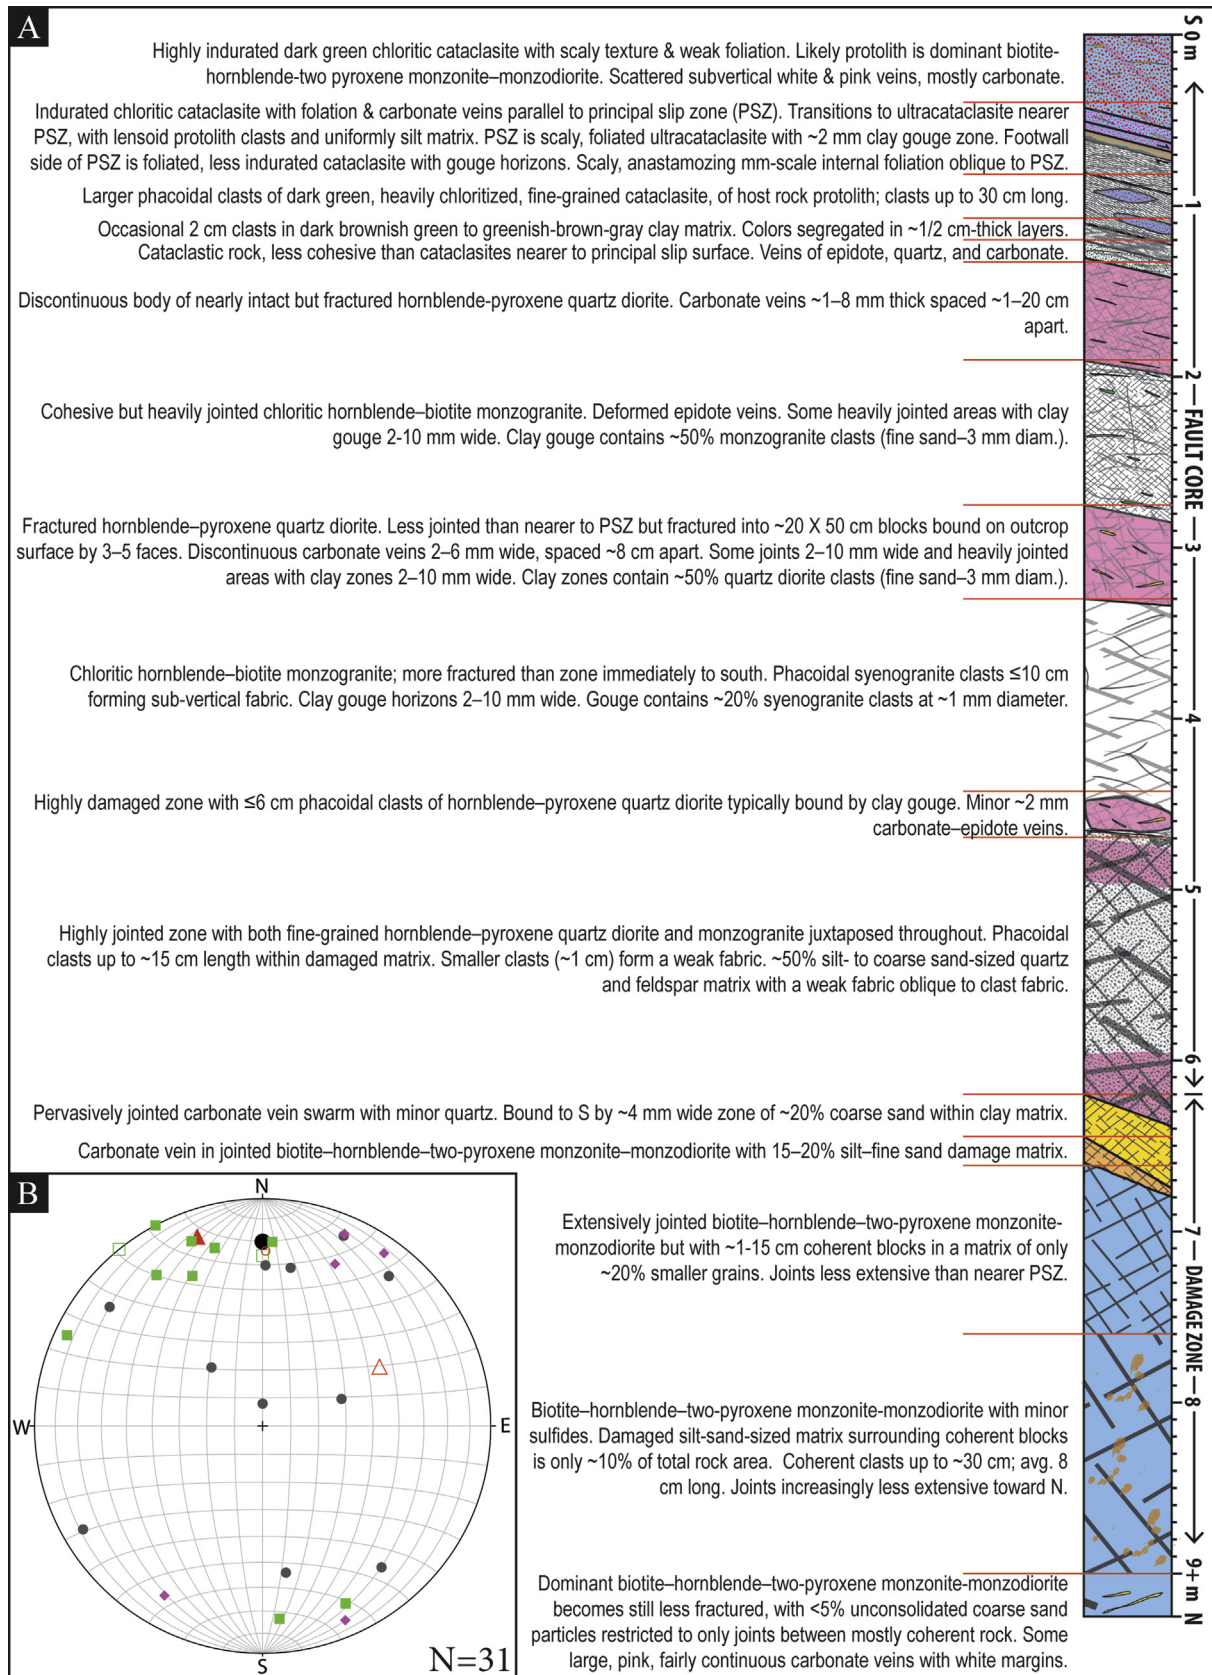 A
Highly indurated dark green chloritic cataclasite with scaly texture & weak foliation. Likely protolith is dominant biotite-
hornblende-two pyroxene monzonite–monzodiorite. Scattered subvertical white & pink veins, mostly carbonate.
Indurated chloritic cataclasite with folation & carbonate veins parallel to principal slip zone (PSZ). Transitions to ultracataclasite nearer
PSZ, with lensoid protolith clasts and uniformly silt matrix. PSZ is scaly, foliated ultracataclasite with ~2 mm clay gouge zone. Footwall
side of PSZ is foliated, less indurated cataclasite with gouge horizons. Scaly, anastamozing mm-scale internal foliation oblique to PSZ.
Larger phacoidal clasts of dark green, heavily chloritized, fine-grained cataclasite, of host rock protolith; clasts up to 30 cm long.
Occasional 2 cm clasts in dark brownish green to greenish-brown-gray clay matrix. Colors segregated in ~1/2 cm-thick layers.
Cataclastic rock, less cohesive than cataclasites nearer to principal slip surface. Veins of epidote, quartz, and carbonate.
Discontinuous body of nearly intact but fractured hornblende-pyroxene quartz diorite. Carbonate veins ~1–8 mm thick spaced ~1–20 cm
apart.
Cohesive but heavily jointed chloritic hornblende–biotite monzogranite. Deformed epidote veins. Some heavily jointed areas with clay
gouge 2-10 mm wide. Clay gouge contains ~50% monzogranite clasts (fine sand–3 mm diam.).
Fractured hornblende–pyroxene quartz diorite. Less jointed than nearer to PSZ but fractured into ~20 X 50 cm blocks bound on outcrop
surface by 3–5 faces. Discontinuous carbonate veins 2–6 mm wide, spaced ~8 cm apart. Some joints 2–10 mm wide and heavily jointed
areas with clay zones 2–10 mm wide. Clay zones contain ~50% quartz diorite clasts (fine sand–3 mm diam.).
Chloritic hornblende–biotite monzogranite; more fractured than zone immediately to south. Phacoidal syenogranite clasts ≤10 cm
forming sub-vertical fabric. Clay gouge horizons 2–10 mm wide. Gouge contains ~20% syenogranite clasts at ~1 mm diameter.
Highly damaged zone with ≤6 cm phacoidal clasts of hornblende–pyroxene quartz diorite typically bound by clay gouge. Minor ~2 mm
carbonate–epidote veins.
Highly jointed zone with both fine-grained hornblende–pyroxene quartz diorite and monzogranite juxtaposed throughout. Phacoidal
clasts up to ~15 cm length within damaged matrix. Smaller clasts (~1 cm) form a weak fabric. ~50% silt- to coarse sand-sized quartz
and feldspar matrix with a weak fabric oblique to clast fabric.
Pervasively jointed carbonate vein swarm with minor quartz. Bound to S by ~4 mm wide zone of ~20% coarse sand within clay matrix.
Carbonate vein in jointed biotite–hornblende–two-pyroxene monzonite–monzodiorite with 15–20% silt–fine sand damage matrix.
Extensively jointed biotite–hornblende–two-pyroxene monzonite-
monzodiorite but with ~1-15 cm coherent blocks in a matrix of only
~20% smaller grains. Joints less extensive than nearer PSZ.
Biotite–hornblende–two-pyroxene monzonite-monzodiorite with minor
sulfides. Damaged silt-sand-sized matrix surrounding coherent blocks
is only ~10% of total rock area. Coherent clasts up to ~30 cm; avg. 8
cm long. Joints increasingly less extensive toward N.
Dominant biotite–hornblende–two-pyroxene monzonite-monzodiorite
becomes still less fractured, with <5% unconsolidated coarse sand
particles restricted to only joints between mostly coherent rock. Some
large, pink, fairly continuous carbonate veins with white margins.
S 0 m
1
2
FAULT CORE
3
4
5
6
7
DAMAGE ZONE
8
9+ m N
B
N
W
E
S
N=31